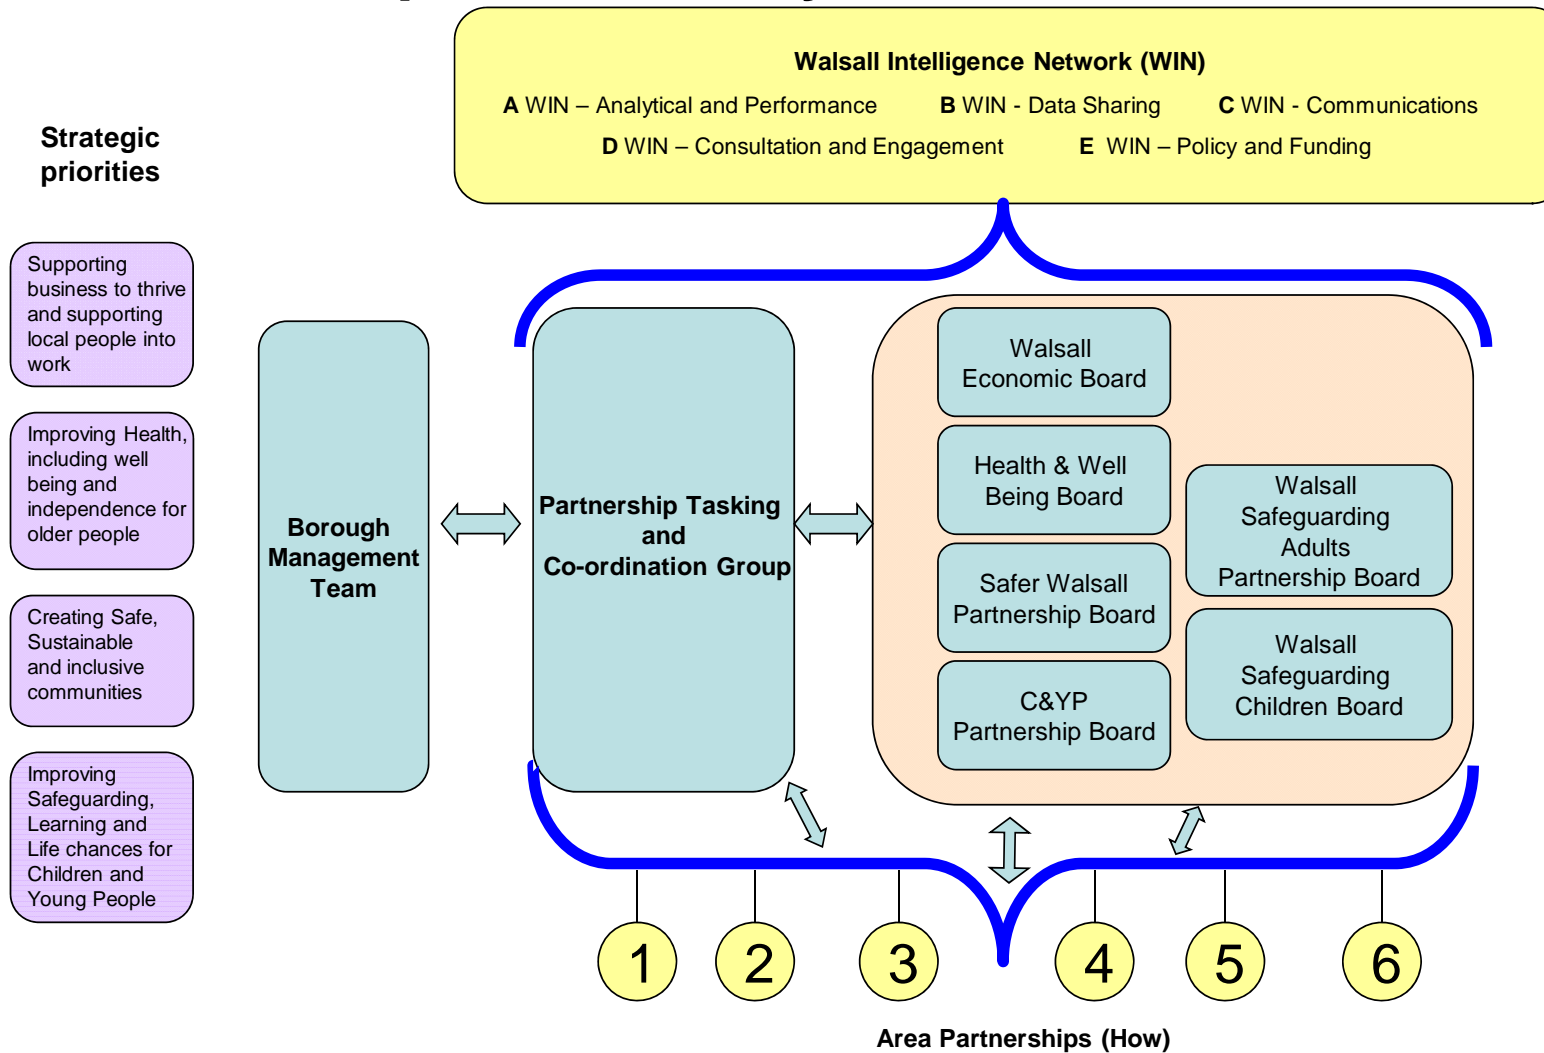 Walsall Intelligence Network (WIN)
A WIN – Analytical and Performance B WIN - Data Sharing C WIN - Communications
D WIN – Consultation and Engagement E WIN – Policy and Funding
Strategic
priorities
Supporting
business to thrive
and supporting
local people into
work
Improving Health,
including well
being and
independence for
older people
Creating Safe,
Sustainable
and inclusive
communities
Improving
Safeguarding,
Learning and
Life chances for
Children and
Young People
Borough
Management
Team
Partnership Tasking
and
Co-ordination Group
Walsall
Economic Board
Health & Well
Being Board
Safer Walsall
Partnership Board
C&YP
Partnership Board
Walsall
Safeguarding
Adults
Partnership Board
Walsall
Safeguarding
Children Board
1 2 3 4 5 6
Area Partnerships (How)